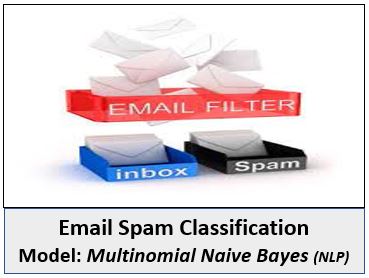 EMAIL FILTER
inbox
Spam
Email Spam Classification
Model: Multinomial Naive Bayes (NLP)